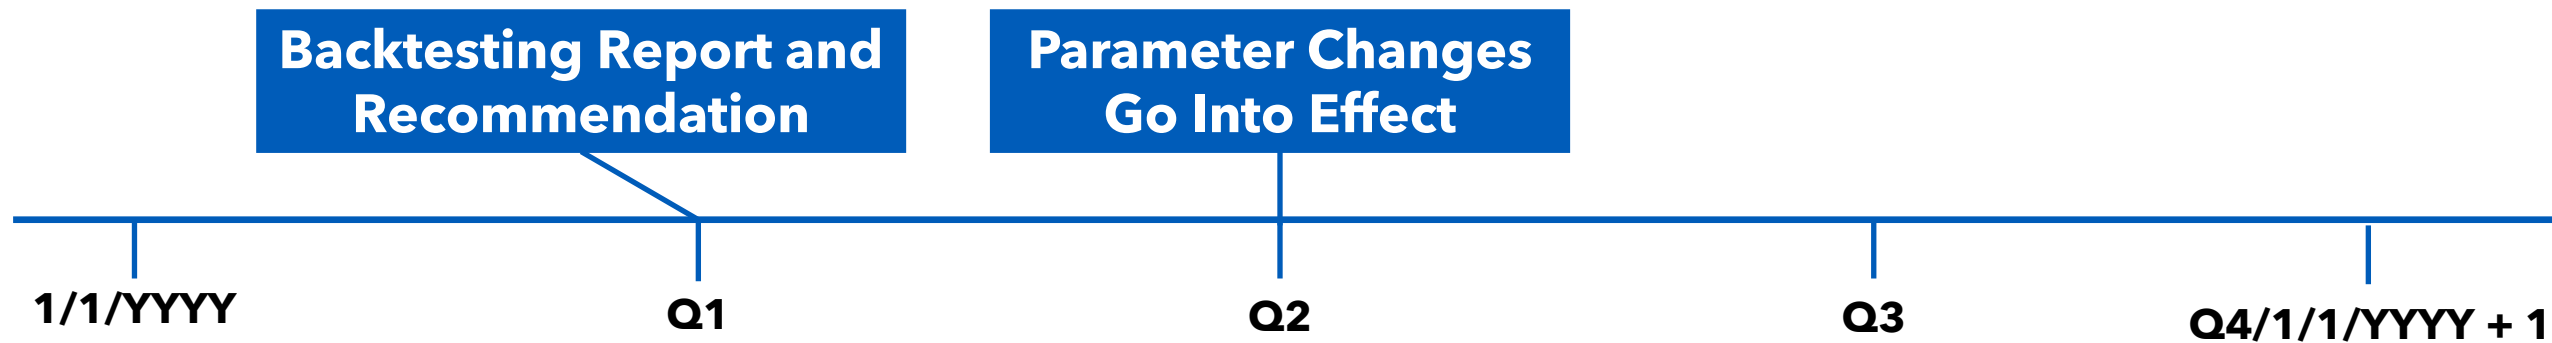 Backtesting Report and
Recommendation
Parameter Changes
Go Into Effect
1/1/YYYY
Q1
Q2
Q3
Q4/1/1/YYYY + 1